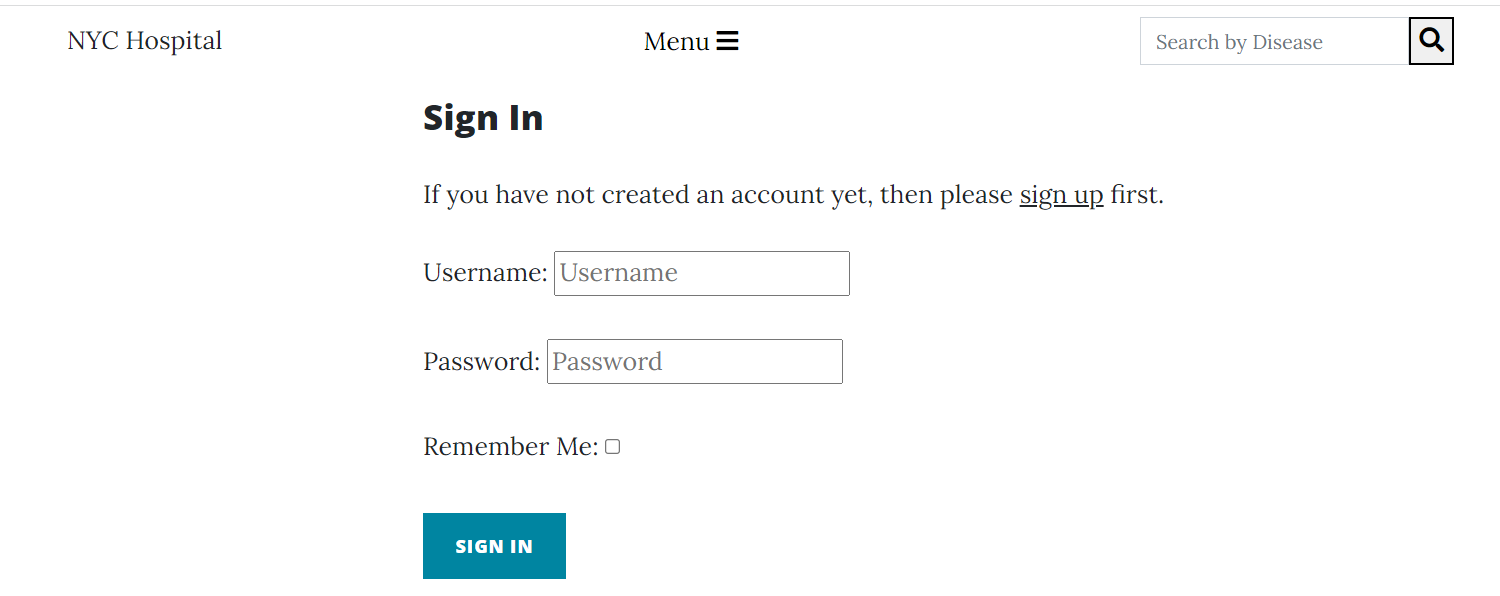 NYC Hospital
Menu
Search by Disease
Sign In
If you have not created an account yet, then please sign up first.
Username: Username
Password: Password
Remember Me:
SIGN IN